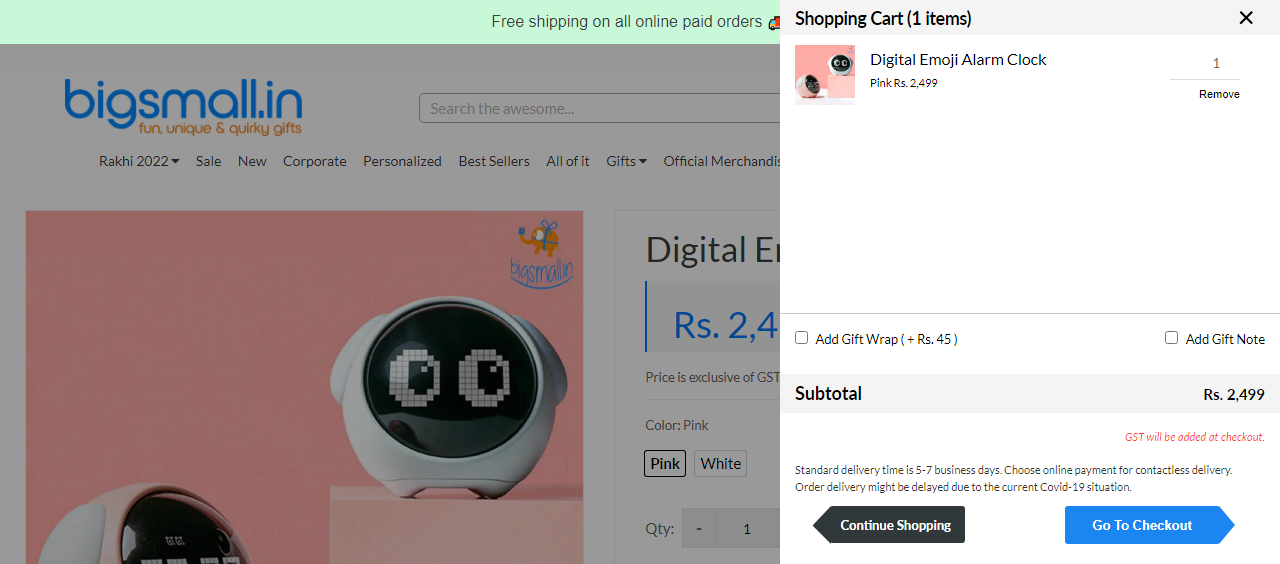 Free shipping on all online paid orders
bigsmall.in
fun, unique & quirky gifts
Search the awesome...
Rakhi 2022 Sale New Corporate Personalized Best Sellers All of it Gifts Official Merchandis
bigsmall.in
Digital E
Rs. 2,4
Price is exclusive of GST
Color: Pink
Pink White
Qty: - 1
Shopping Cart (1 items) ✕
Digital Emoji Alarm Clock 1
Pink Rs. 2,499
Remove
Add Gift Wrap ( + Rs. 45 ) Add Gift Note
Subtotal Rs. 2,499
GST will be added at checkout.
Standard delivery time is 5-7 business days. Choose online payment for contactless delivery.
Order delivery might be delayed due to the current Covid-19 situation.
Continue Shopping Go To Checkout